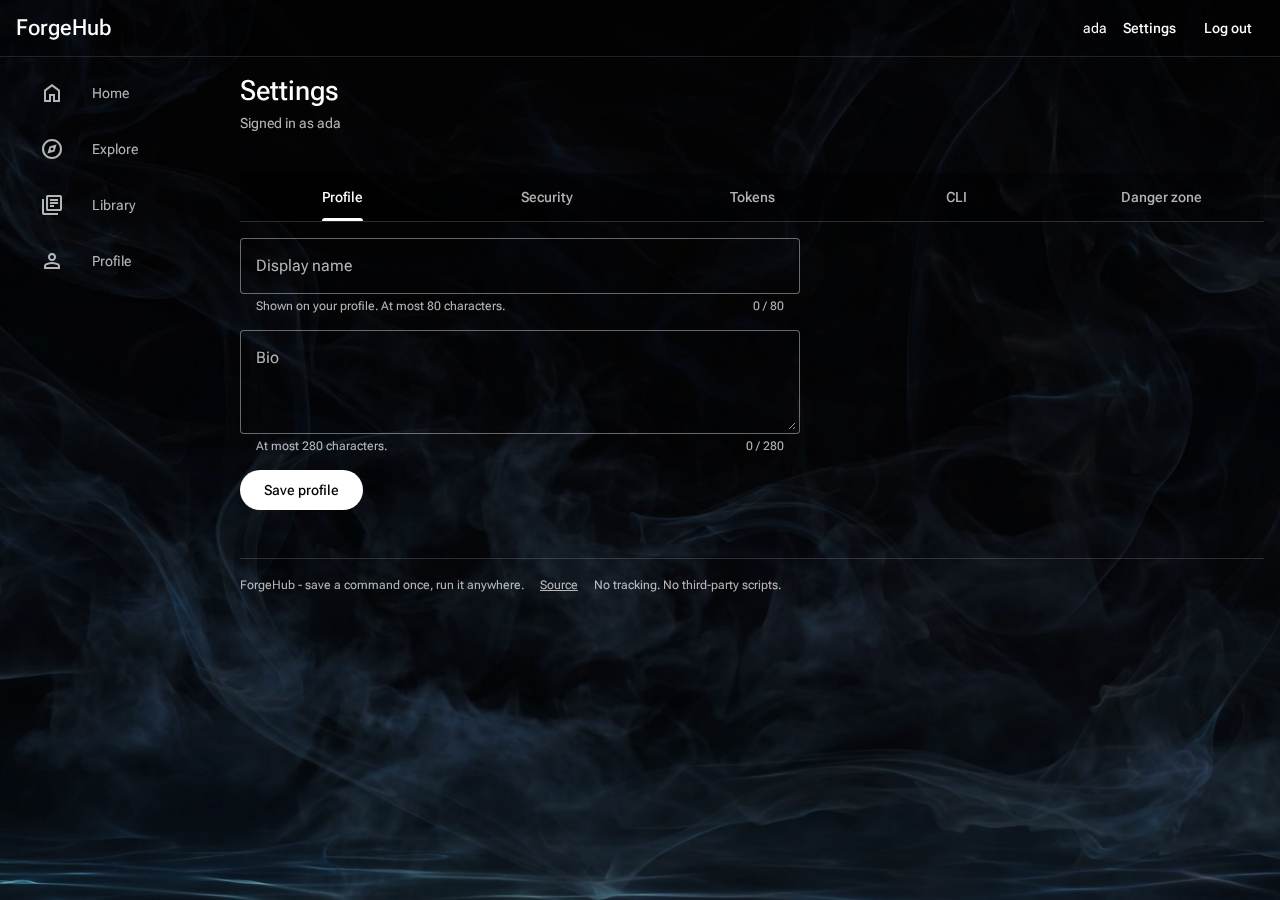 ForgeHub
ada Settings Log out
Home
Explore
Library
Profile
Settings
Signed in as ada
Profile Security Tokens CLI Danger zone
Display name
Shown on your profile. At most 80 characters. 0 / 80
Bio
At most 280 characters. 0 / 280
Save profile
ForgeHub - save a command once, run it anywhere. Source No tracking. No third-party scripts.